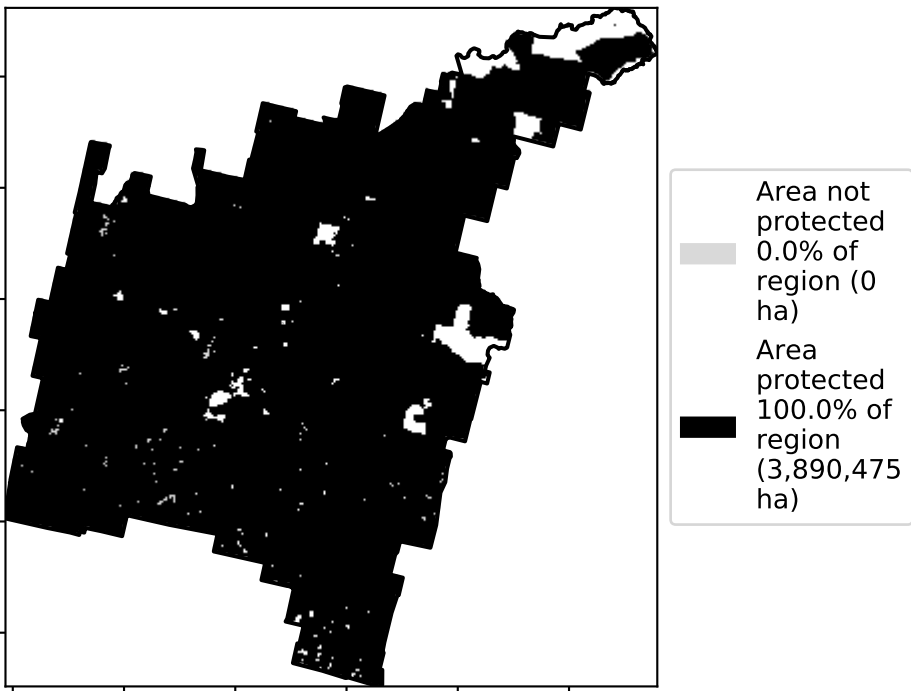 Area not
protected
0.0% of
region (0
ha)
Area
protected
100.0% of
region
(3,890,475
ha)